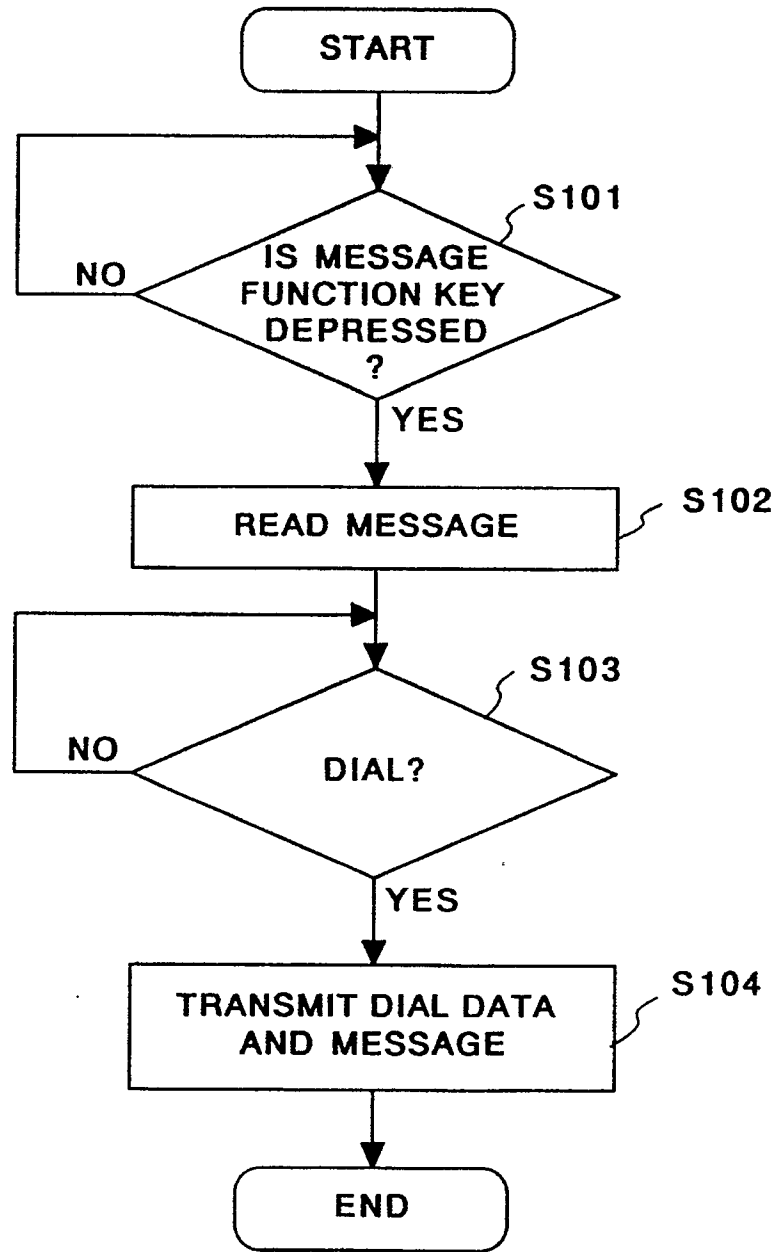 START
S101
IS MESSAGE
FUNCTION KEY
DEPRESSED
?
NO
YES
READ MESSAGE
S102
S103
DIAL?
NO
YES
TRANSMIT DIAL DATA
AND MESSAGE
S104
END